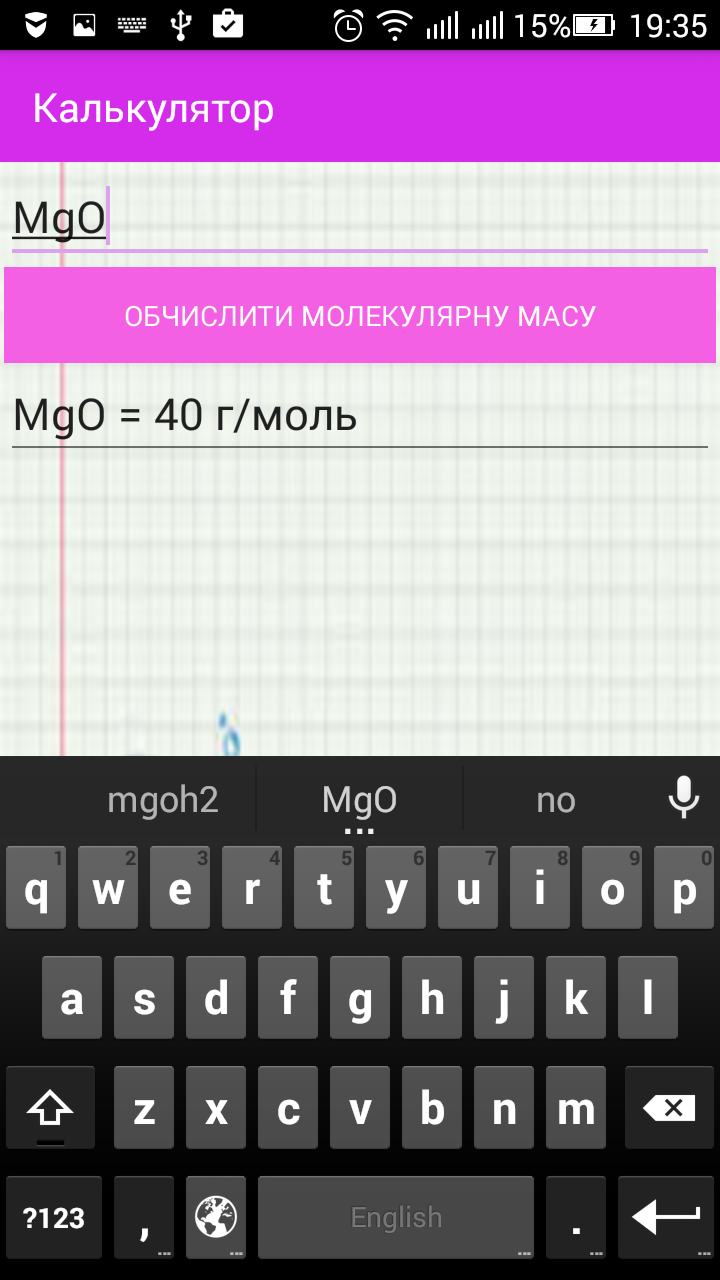 15% 19:35
Калькулятор
MgO
ОБЧИСЛИТИ МОЛЕКУЛЯРНУ МАСУ
MgO = 40 г/моль
mgoh2 MgO no
1 2 3 4 5 6 7 8 9 0
q w e r t y u i o p
a s d f g h j k l
z x c v b n m
?123 , English .